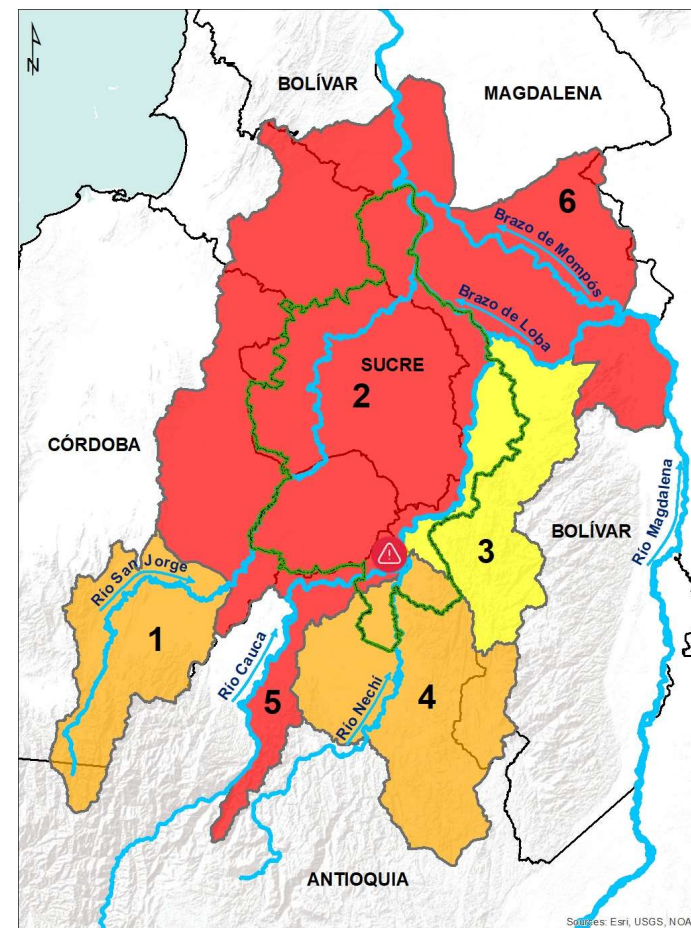 N
BOLÍVAR
MAGDALENA
6
Brazo de Mompós
Brazo de Loba
SUCRE
2
CÓRDOBA
BOLÍVAR
Río Magdalena
3
Río San Jorge
1
Río Cauca
5
Río Nechí
4
ANTIOQUIA
Sources: Esri, USGS, NOA